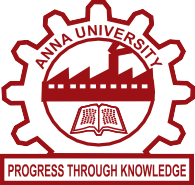 ANNA UNIVERSITY
PROGRESS THROUGH KNOWLEDGE